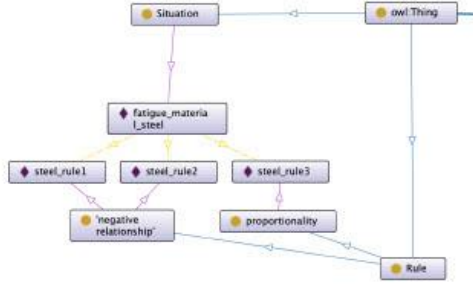 Situation
owl:Thing
fatigue_materia
l_steel
steel_rule1
steel_rule2
steel_rule3
'negative
relationship'
proportionality
Rule